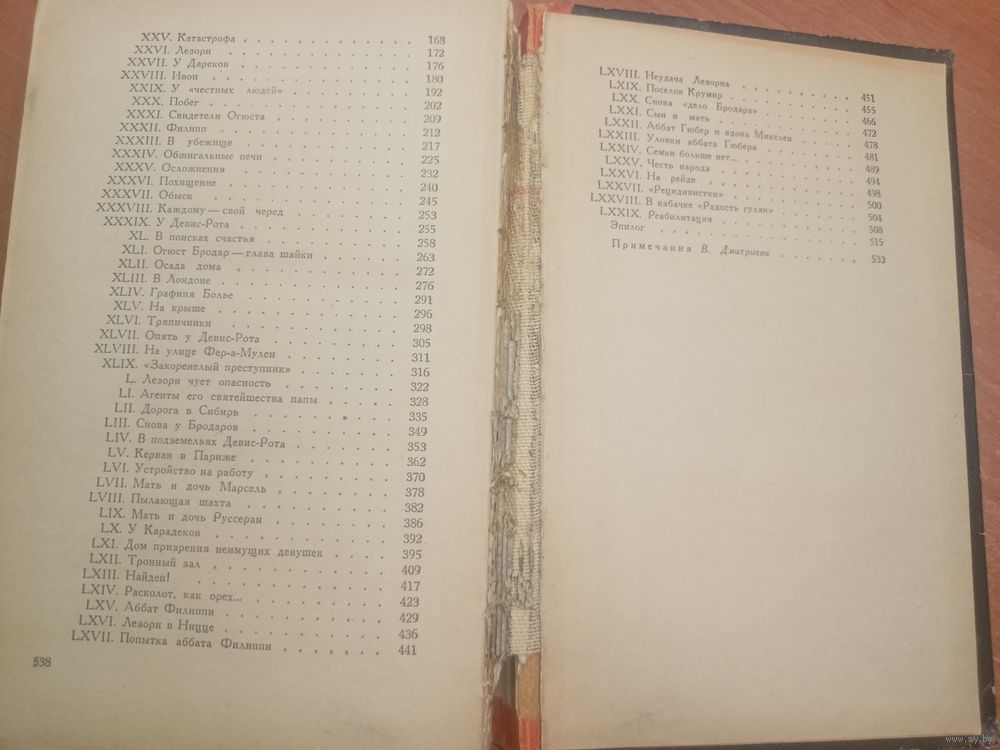 XXV. Катастрофа . . . . . . . . . . . 168
XXVI. Лезорн . . . . . . . . . . . 172
XXVII. У Дареков . . . . . . . . . . . 176
XXVIII. Ивон . . . . . . . . . . . 180
XXIX. У «честных людей» . . . . . . . . 192
XXX. Побег . . . . . . . . . . . 202
XXXI. Свидетели Огюста . . . . . . . . 209
XXXII. Филипп . . . . . . . . . . . 212
XXXIII. В убежище . . . . . . . . . . 217
XXXIV. Обжигальные печи . . . . . . . . 225
XXXV. Осложнения . . . . . . . . . . 232
XXXVI. Похищение . . . . . . . . . . 240
XXXVII. Обыск . . . . . . . . . . . 245
XXXVIII. Каждому — свой черед . . . . . . . 253
XXXIX. У Девис-Рота . . . . . . . . . 255
XL. В поисках счастья . . . . . . . . 258
XLI. Огюст Бродар — глава шайки . . . . . 263
XLII. Осада дома . . . . . . . . . . 272
XLIII. В Лондоне . . . . . . . . . . 276
XLIV. Графиня Болье . . . . . . . . . 291
XLV. На крыше . . . . . . . . . . 296
XLVI. Тряпичники . . . . . . . . . . 298
XLVII. Опять у Девис-Рота . . . . . . . . 305
XLVIII. На улице Фер-а-Мулен . . . . . . . 311
XLIX. «Закоренелый преступник» . . . . . . 316
L. Лезорн чует опасность . . . . . . . 322
LI. Агенты его святейшества папы . . . . . 328
LII. Дорога в Сибирь . . . . . . . . . 335
LIII. Снова у Бродаров . . . . . . . . 349
LIV. В подземельях Девис-Рота . . . . . . 353
LV. Керван в Париже . . . . . . . . . 362
LVI. Устройство на работу . . . . . . . 370
LVII. Мать и дочь Марсель . . . . . . . 378
LVIII. Пылающая шахта . . . . . . . . . 382
LIX. Мать и дочь Руссеран . . . . . . . 386
LX. У Карадеков . . . . . . . . . . 392
LXI. Дом призрения неимущих девушек . . . . 395
LXII. Тронный зал . . . . . . . . . . 409
LXIII. Найден! . . . . . . . . . . 417
LXIV. Расколот, как орех... . . . . . . . 423
LXV. Аббат Филиппи . . . . . . . . . 429
LXVI. Лезорн в Ницце . . . . . . . . . 436
LXVII. Попытка аббата Филиппи . . . . . . 441
538
LXVIII. Неудача Лезорна . . . . . . . . 451
LXIX. Поселок Крумир . . . . . . . . . 455
LXX. Снова «дело Бродара» . . . . . . . 466
LXXI. Сын и мать . . . . . . . . . . 472
LXXII. Аббат Гюбер и вдова Микслен . . . . . 478
LXXIII. Уловки аббата Гюбера . . . . . . . 481
LXXIV. Семьи больше нет... . . . . . . . 489
LXXV. Честь народа . . . . . . . . . 494
LXXVI. На рейде . . . . . . . . . . 498
LXXVII. «Рецидивистки» . . . . . . . . . 500
LXXVIII. В кабачке «Радость гуляк» . . . . . . 504
LXXIX. Реабилитация . . . . . . . . . 508
Эпилог . . . . . . . . . . . 515
Примечания В. Дмитриева . . . . . . . 533
www.ay.by